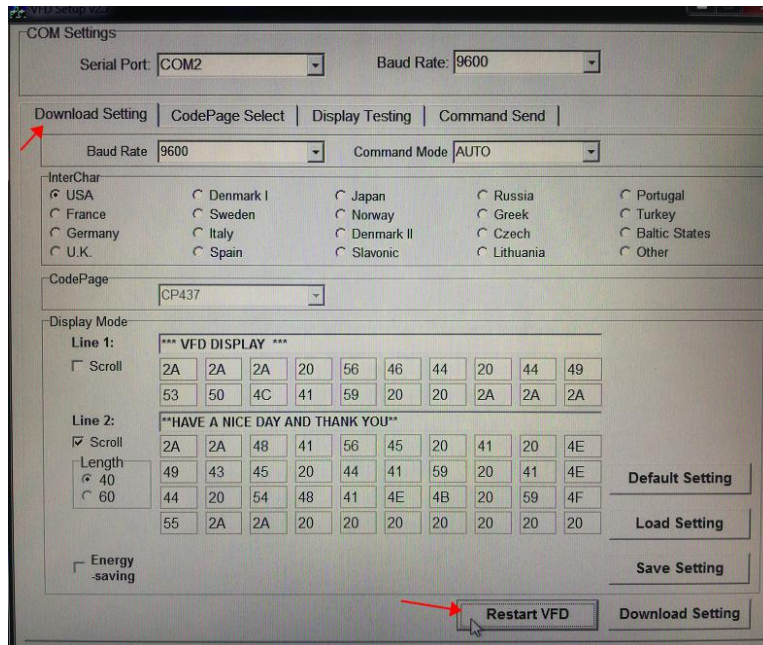 VFD Setup V2.
COM Settings
Serial Port: COM2 Baud Rate: 9600
Download Setting CodePage Select Display Testing Command Send
Baud Rate 9600 Command Mode AUTO
InterChar
USA Denmark I Japan Russia Portugal
France Sweden Norway Greek Turkey
Germany Italy Denmark II Czech Baltic States
U.K. Spain Slavonic Lithuania Other
CodePage
CP437
Display Mode
Line 1: *** VFD DISPLAY ***
Scroll 2A 2A 2A 20 56 46 44 20 44 49
53 50 4C 41 59 20 20 2A 2A 2A
Line 2: **HAVE A NICE DAY AND THANK YOU**
Scroll 2A 2A 48 41 56 45 20 41 20 4E
Length
40 49 43 45 20 44 41 59 20 41 4E Default Setting
60 44 20 54 48 41 4E 4B 20 59 4F
55 2A 2A 20 20 20 20 20 20 20 Load Setting
Energy
-saving Save Setting
Restart VFD Download Setting